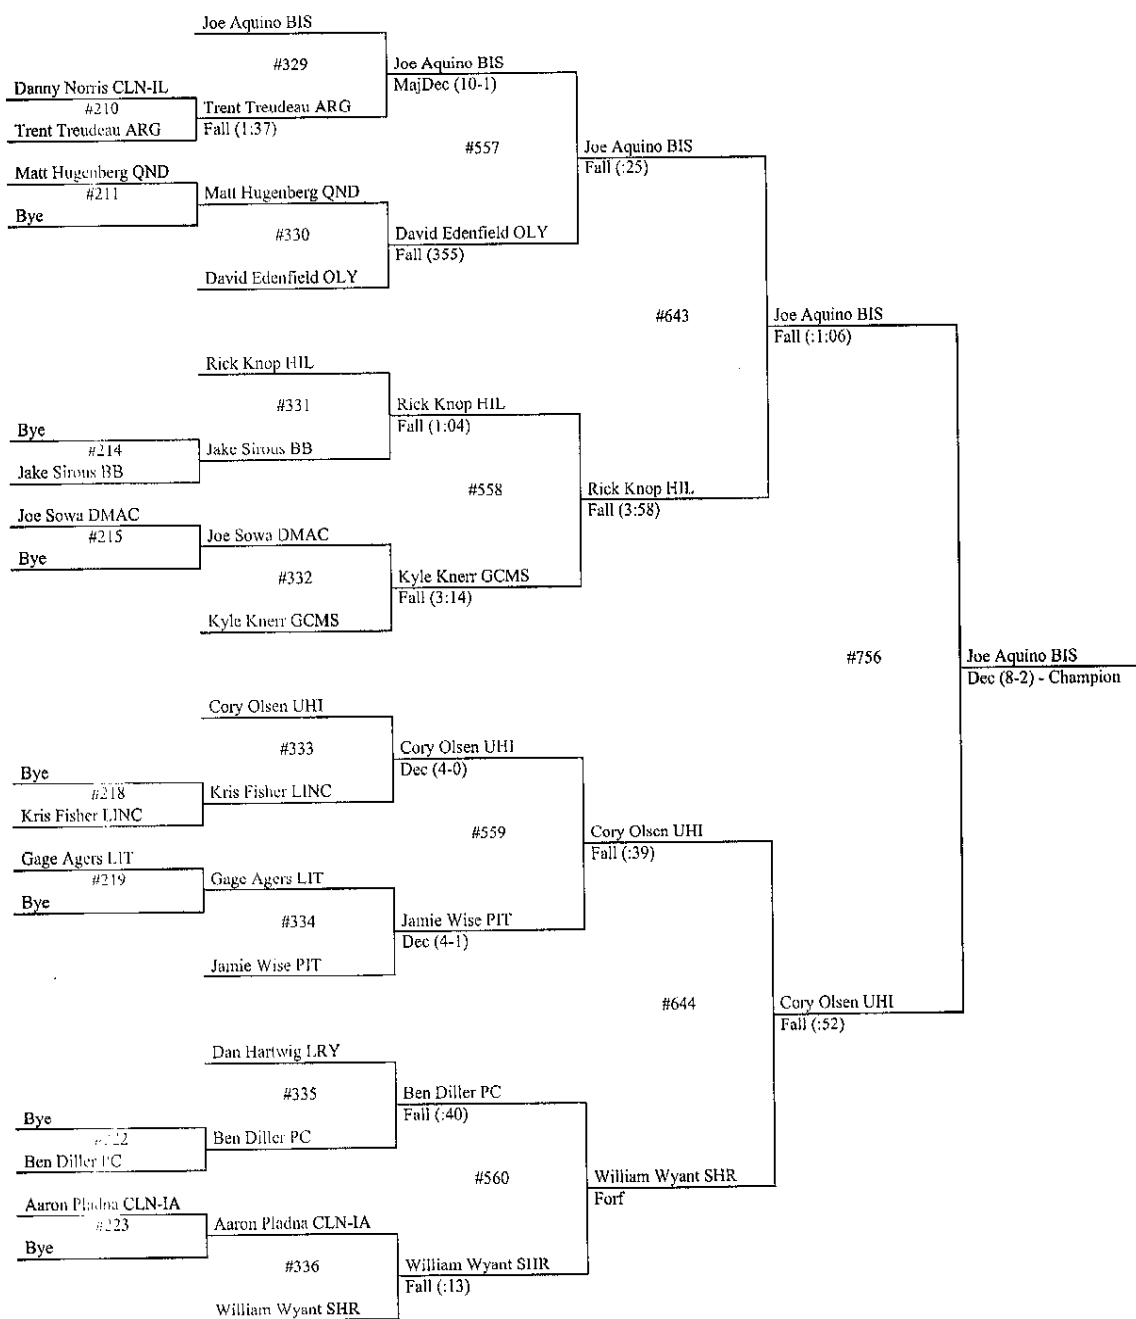 Joe Aquino BIS
#329
Joe Aquino BIS
MajDec (10-1)
Danny Norris CLN-IL
#210
Trent Treudeau ARG
Trent Treudeau ARG
Fall (1:37)
#557
Joe Aquino BIS
Fall (:25)
Matt Hugenberg QND
#211
Bye
Matt Hugenberg QND
#330
David Edenfield OLY
Fall (355)
David Edenfield OLY
#643
Joe Aquino BIS
Fall (:1:06)
Rick Knop HIL
#331
Rick Knop HIL
Fall (1:04)
Bye
#214
Jake Sirous BB
Jake Sirous BB
#558
Rick Knop HIL
Fall (3:58)
Joe Sowa DMAC
#215
Bye
Joe Sowa DMAC
#332
Kyle Knerr GCMS
Fall (3:14)
Kyle Knerr GCMS
#756
Joe Aquino BIS
Dec (8-2) - Champion
Cory Olsen UHI
#333
Cory Olsen UHI
Dec (4-0)
Bye
#218
Kris Fisher LINC
Kris Fisher LINC
#559
Cory Olsen UHI
Fall (:39)
Gage Agers LIT
#219
Bye
Gage Agers LIT
#334
Jamie Wise PIT
Dec (4-1)
Jamie Wise PIT
#644
Cory Olsen UHI
Fall (:52)
Dan Hartwig LRY
#335
Ben Diller PC
Fall (:40)
Bye
Ben Diller PC
Ben Diller PC
#560
William Wyant SHR
Forf
Aaron Pladna CLN-IA
#223
Bye
Aaron Pladna CLN-IA
#336
William Wyant SHR
Fall (:13)
William Wyant SHR